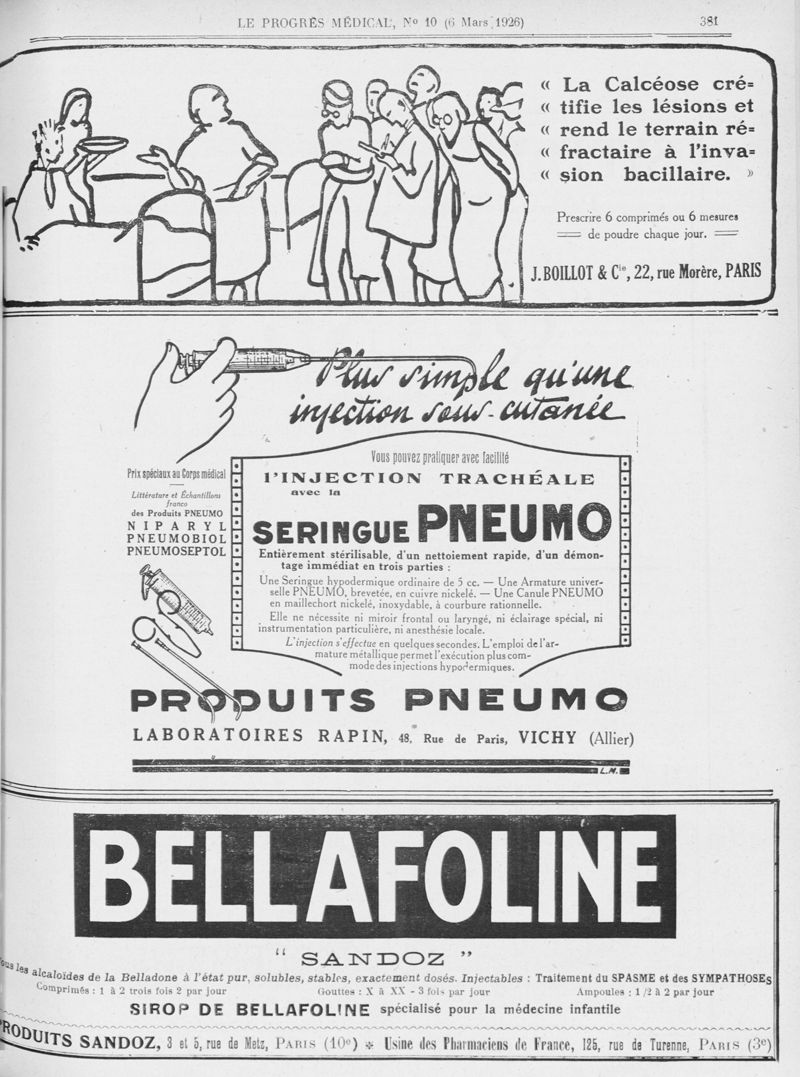 LE PROGRÈS MÉDICAL, No 10 (6 Mars 1926)
381
« La Calcéose cré=
« tifie les lésions et
« rend le terrain ré=
« fractaire à l'inva=
« sion bacillaire. »
Prescrire 6 comprimés ou 6 mesures
de poudre chaque jour.
J. BOILLOT & Cie, 22, rue Morère, PARIS
Plus simple qu'une
injection sous-cutanée
Prix spéciaux au Corps médical
Littérature et Échantillons
franco
des Produits PNEUMO
NIPARYL
PNEUMOBIOL
PNEUMOSEPTOL
Vous pouvez pratiquer avec facilité
l'INJECTION TRACHÉALE
avec la
SERINGUE PNEUMO
Entièrement stérilisable, d'un nettoiement rapide, d'un démon-
tage immédiat en trois parties :
Une Seringue hypodermique ordinaire de 5 cc. — Une Armature univer-
selle PNEUMO, brevetée, en cuivre nickelé. — Une Canule PNEUMO
en maillechort nickelé, inoxydable, à courbure rationnelle.
Elle ne nécessite ni miroir frontal ou laryngé, ni éclairage spécial, ni
instrumentation particulière, ni anesthésie locale.
L'injection s'effectue en quelques secondes. L'emploi de l'ar-
mature métallique permet l'exécution plus com-
mode des injections hypodermiques.
PRODUITS PNEUMO
LABORATOIRES RAPIN, 48, Rue de Paris, VICHY (Allier)
L.N.
BELLAFOLINE
" SANDOZ "
Tous les alcaloïdes de la Belladone à l'état pur, solubles, stables, exactement dosés. Injectables : Traitement du SPASME et des SYMPATHOSES
Comprimés : 1 à 2 trois fois 2 par jour Gouttes : X à XX - 3 fois par jour Ampoules : 1/2 à 2 par jour
SIROP DE BELLAFOLINE spécialisé pour la médecine infantile
PRODUITS SANDOZ, 3 et 5, rue de Metz, PARIS (10e) * Usine des Pharmaciens de France, 125, rue de Turenne, PARIS (3e)